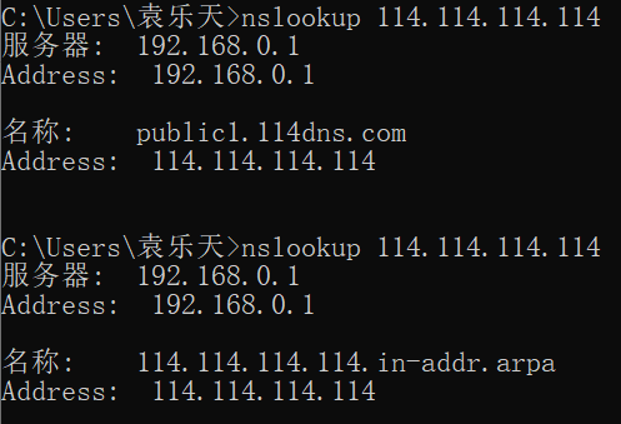 C:\Users\袁乐天>nslookup 114.114.114.114
服务器:  192.168.0.1
Address:  192.168.0.1
名称:    public1.114dns.com
Address:  114.114.114.114
C:\Users\袁乐天>nslookup 114.114.114.114
服务器:  192.168.0.1
Address:  192.168.0.1
名称:    114.114.114.114.in-addr.arpa
Address:  114.114.114.114